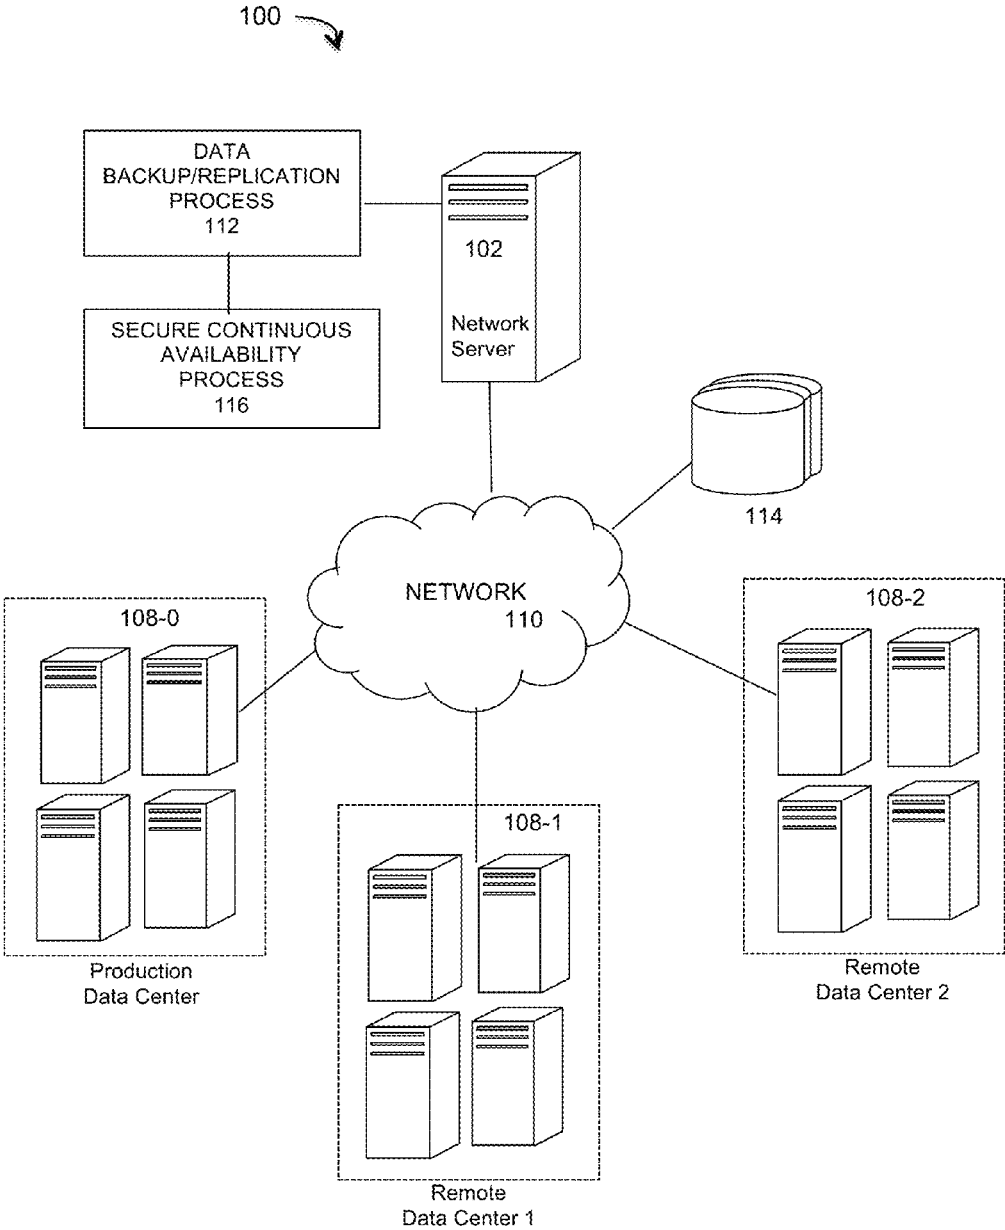 100
DATA
BACKUP/REPLICATION
PROCESS
112
SECURE CONTINUOUS
AVAILABILITY
PROCESS
116
102
Network
Server
114
NETWORK
110
108-0
Production
Data Center
108-1
Remote
Data Center 1
108-2
Remote
Data Center 2